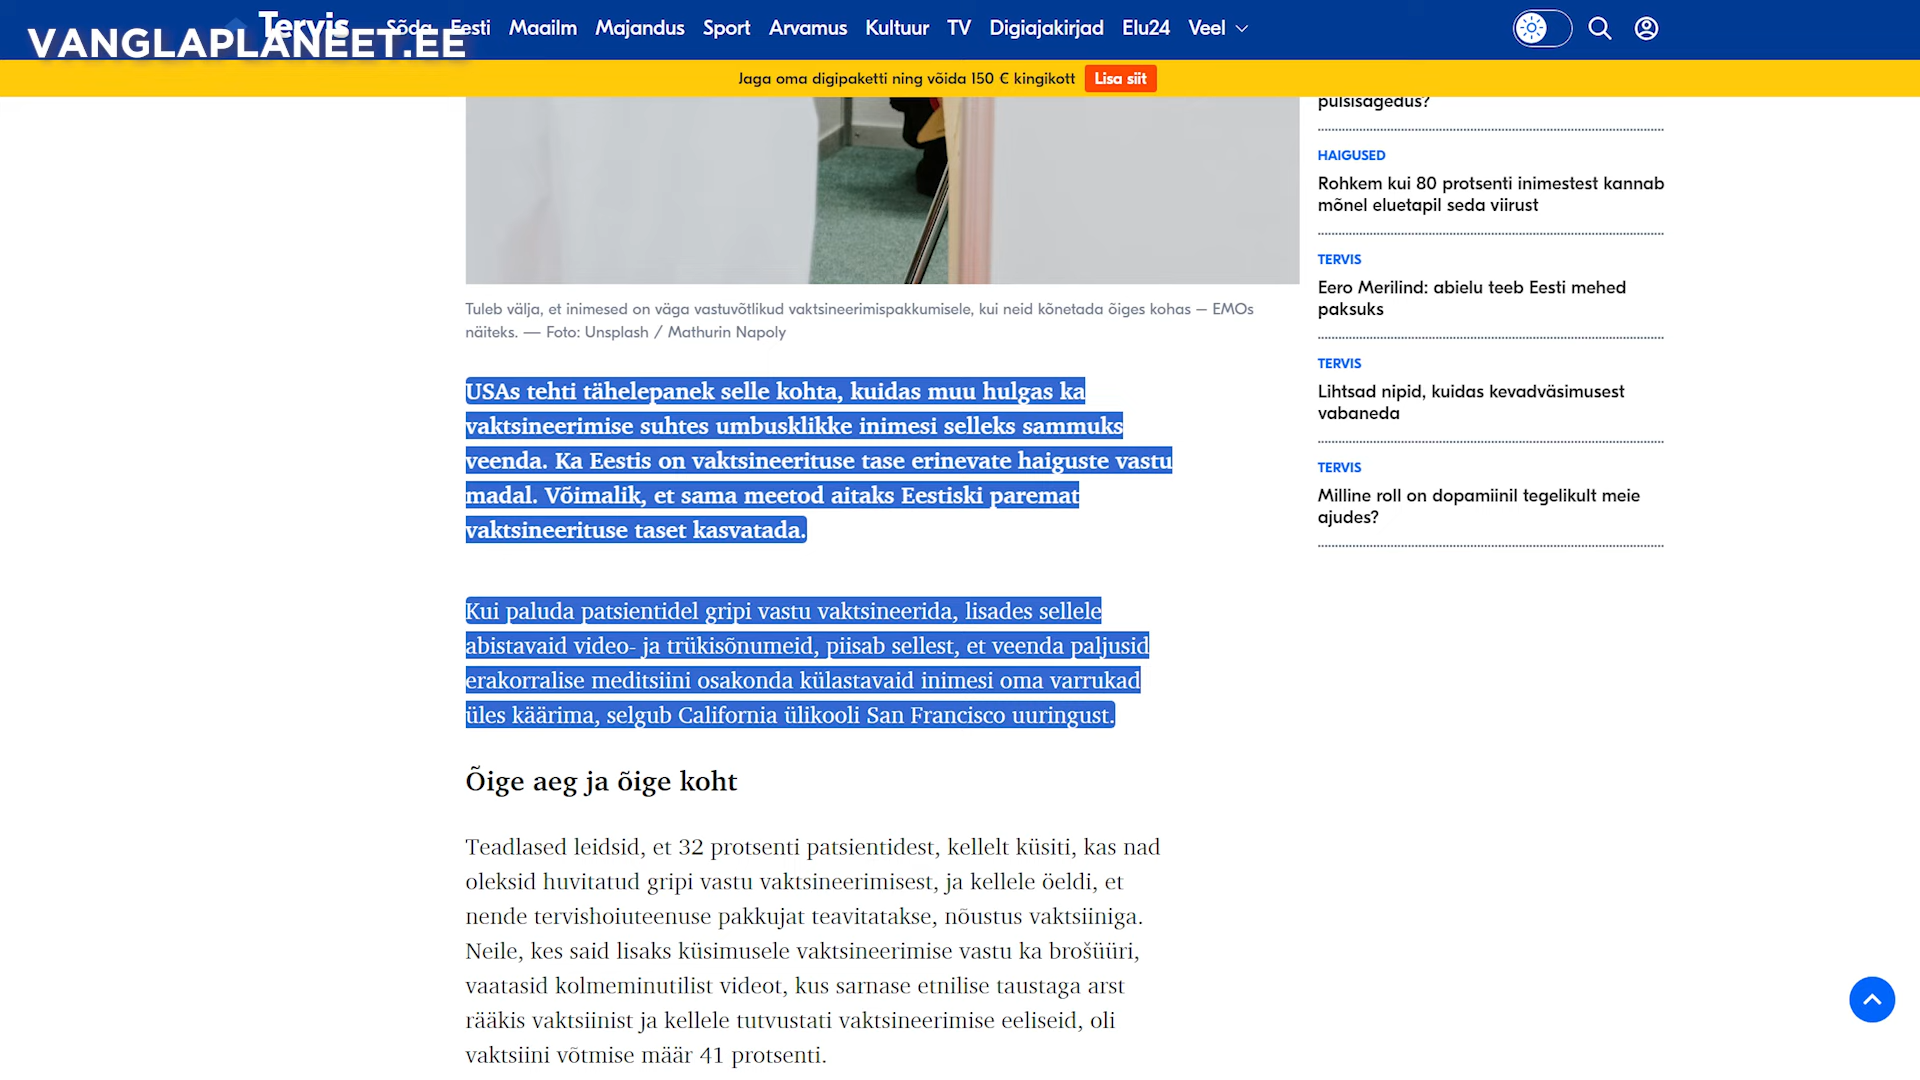 Tervis
Sõda Eesti Maailm Majandus Sport Arvamus Kultuur TV Digiajakirjad Elu24 Veel
VANGLAPLANEET.EE
Jaga oma digipaketti ning võida 150 € kingikott Lisa siit
Tuleb välja, et inimesed on väga vastuvõtlikud vaktsineerimispakkumisele, kui neid kõnetada õiges kohas – EMOs
näiteks. — Foto: Unsplash / Mathurin Napoly
USAs tehti tähelepanek selle kohta, kuidas muu hulgas ka
vaktsineerimise suhtes umbusklikke inimesi selleks sammuks
veenda. Ka Eestis on vaktsineerituse tase erinevate haiguste vastu
madal. Võimalik, et sama meetod aitaks Eestiski paremat
vaktsineerituse taset kasvatada.
Kui paluda patsientidel gripi vastu vaktsineerida, lisades sellele
abistavaid video- ja trükisõnumeid, piisab sellest, et veenda paljusid
erakorralise meditsiini osakonda külastavaid inimesi oma varrukad
üles käärima, selgub California ülikooli San Francisco uuringust.
Õige aeg ja õige koht
Teadlased leidsid, et 32 protsenti patsientidest, kellelt küsiti, kas nad
oleksid huvitatud gripi vastu vaktsineerimisest, ja kellele öeldi, et
nende tervishoiuteenuse pakkujat teavitatakse, nõustus vaktsiiniga.
Neile, kes said lisaks küsimusele vaktsineerimise vastu ka brošüüri,
vaatasid kolmeminutilist videot, kus sarnase etnilise taustaga arst
rääkis vaktsiinist ja kellele tutvustati vaktsineerimise eeliseid, oli
vaktsiini võtmise määr 41 protsenti.
pulsisagedus?
HAIGUSED
Rohkem kui 80 protsenti inimestest kannab
mõnel eluetapil seda viirust
TERVIS
Eero Merilind: abielu teeb Eesti mehed
paksuks
TERVIS
Lihtsad nipid, kuidas kevadväsimusest
vabaneda
TERVIS
Milline roll on dopamiinil tegelikult meie
ajudes?